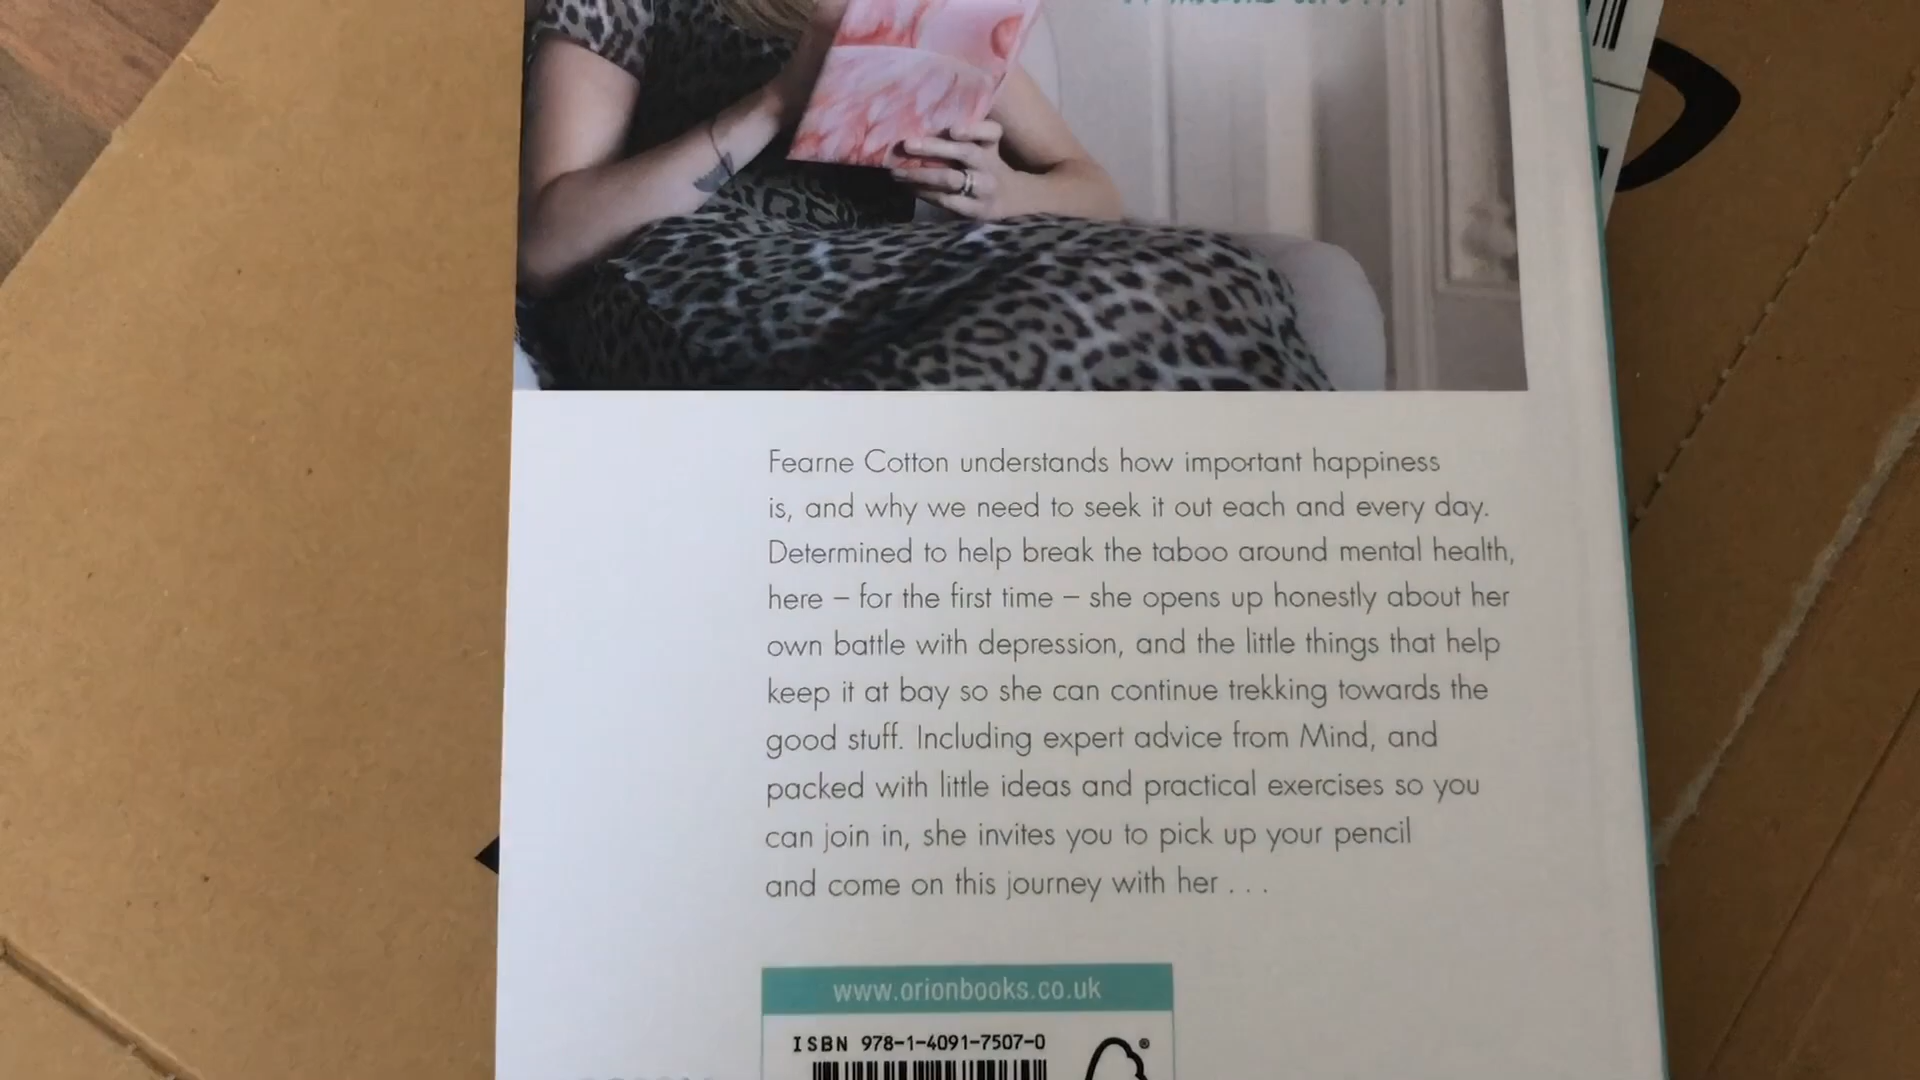 Fearne Cotton understands how important happiness
is, and why we need to seek it out each and every day.
Determined to help break the taboo around mental health,
here – for the first time – she opens up honestly about her
own battle with depression, and the little things that help
keep it at bay so she can continue trekking towards the
good stuff. Including expert advice from Mind, and
packed with little ideas and practical exercises so you
can join in, she invites you to pick up your pencil
and come on this journey with her . . .
www.orionbooks.co.uk
ISBN 978-1-4091-7507-0
®